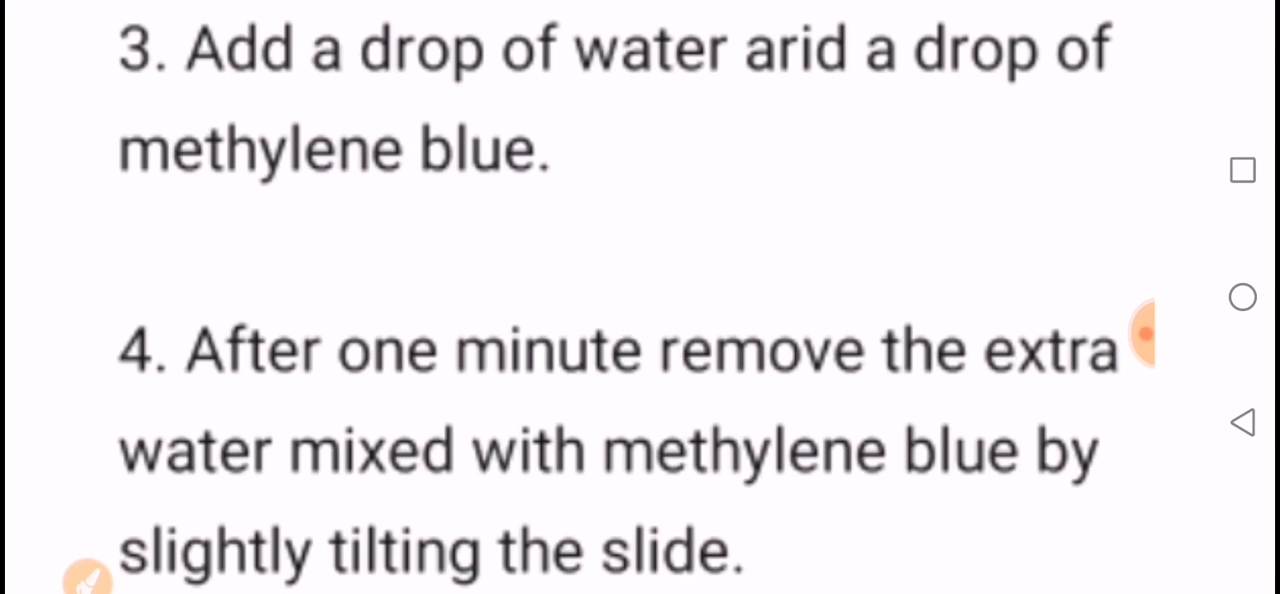 3. Add a drop of water arid a drop of
methylene blue.
4. After one minute remove the extra
water mixed with methylene blue by
slightly tilting the slide.